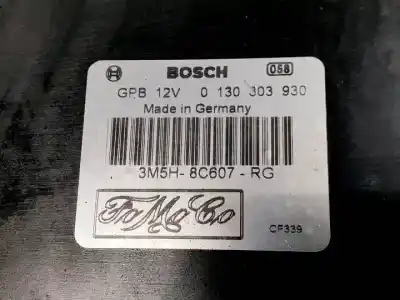 BOSCH 058
GPB 12V 0 130 303 930
Made in Germany
3M5H-8C607-RG
FoMoCo
CF339